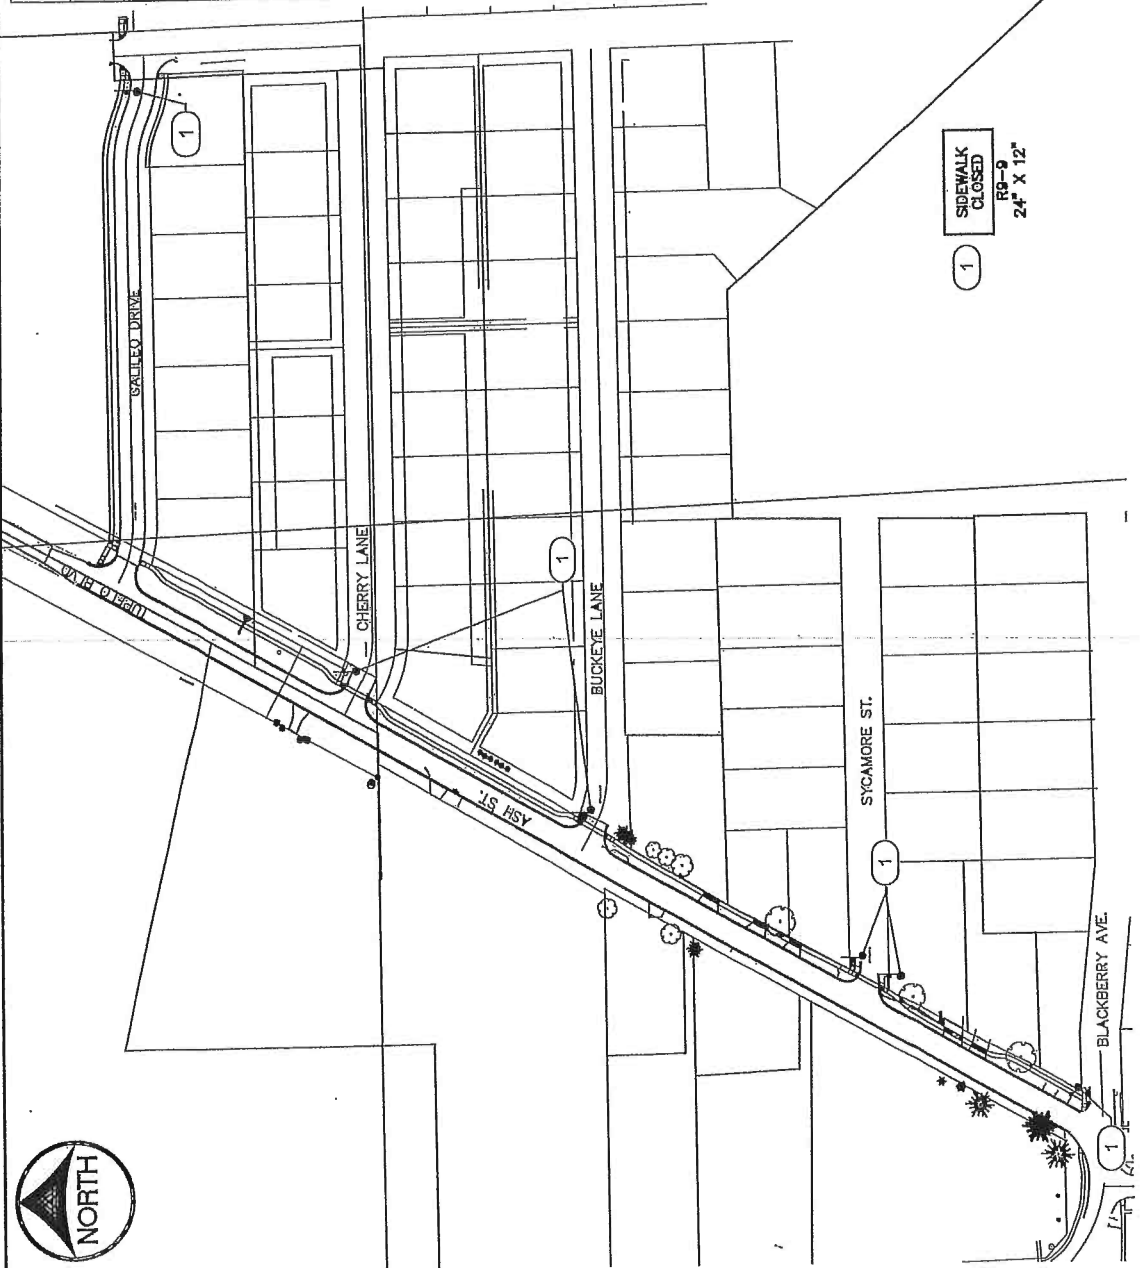 1
GALILEO DRIVE
SIDEWALK
CLOSED
R9-9
24" X 12"
1
CHERRY LANE
1
BUCKEYE LANE
BLVD
ASH ST.
SYCAMORE ST.
1
BLACKBERRY AVE.
1
NORTH